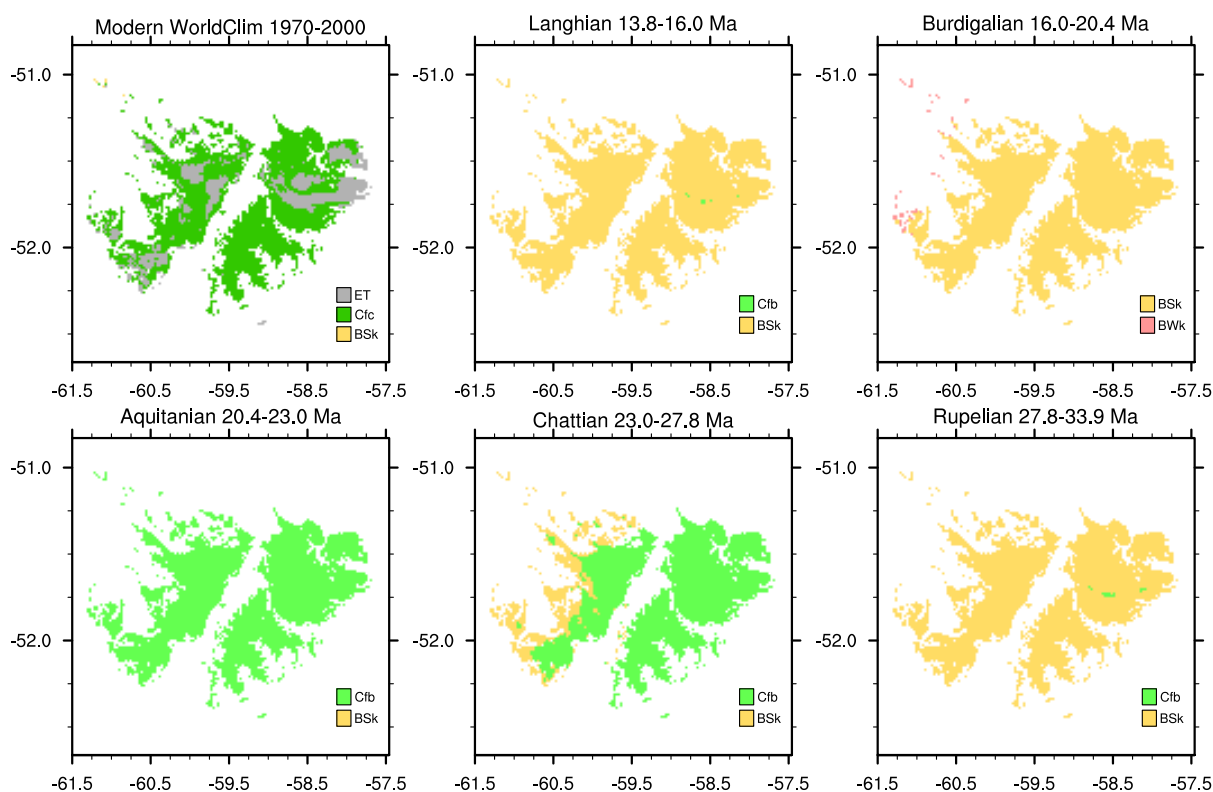 Modern WorldClim 1970-2000
Langhian 13.8-16.0 Ma
Burdigalian 16.0-20.4 Ma
-51.0
-51.0
-51.0
-52.0
-52.0
-52.0
ET
Cfc
BSk
Cfb
BSk
BSk
BWk
-61.5 -60.5 -59.5 -58.5 -57.5
-61.5 -60.5 -59.5 -58.5 -57.5
-61.5 -60.5 -59.5 -58.5 -57.5
Aquitanian 20.4-23.0 Ma
Chattian 23.0-27.8 Ma
Rupelian 27.8-33.9 Ma
-51.0
-51.0
-51.0
-52.0
-52.0
-52.0
Cfb
BSk
Cfb
BSk
Cfb
BSk
-61.5 -60.5 -59.5 -58.5 -57.5
-61.5 -60.5 -59.5 -58.5 -57.5
-61.5 -60.5 -59.5 -58.5 -57.5